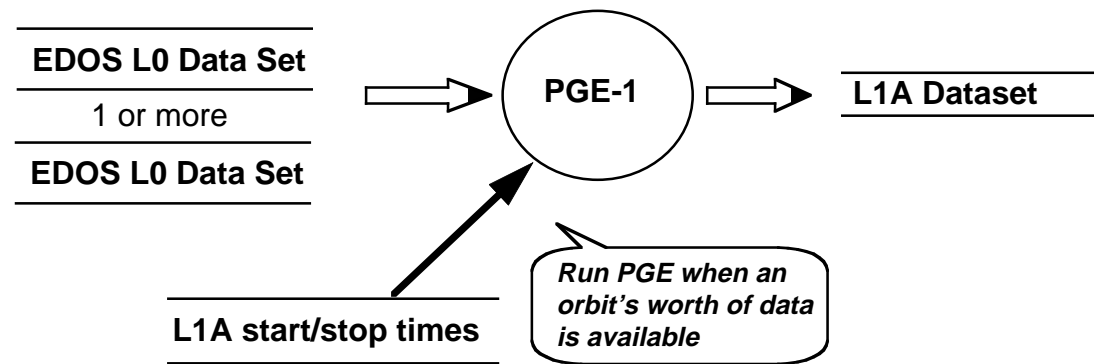 EDOS L0 Data Set
1 or more
EDOS L0 Data Set
PGE-1
L1A Dataset
L1A start/stop times
Run PGE when an
orbit's worth of data
is available